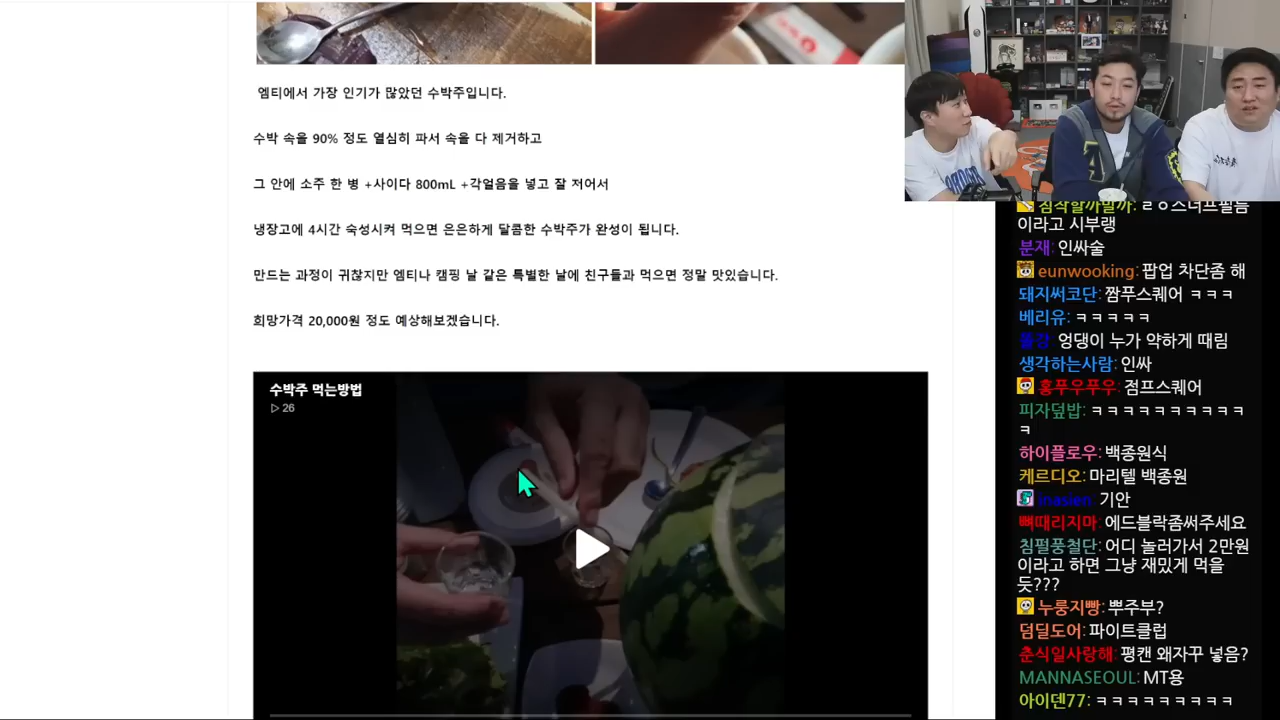 엠티에서 가장 인기가 많았던 수박주입니다.
수박 속을 90% 정도 열심히 파서 속을 다 제거하고
그 안에 소주 한 병 +사이다 800mL +각얼음을 넣고 잘 저어서
냉장고에 4시간 숙성시켜 먹으면 은은하게 달콤한 수박주가 완성이 됩니다.
만드는 과정이 귀찮지만 엠티나 캠핑 날 같은 특별한 날에 친구들과 먹으면 정말 맛있습니다.
희망가격 20,000원 정도 예상해보겠습니다.
수박주 먹는방법
26
침착할까말까: ㄹㅇ스너프필름
이라고 시부랭
분재: 인싸술
eunwooking: 팝업 차단좀 해
돼지써코단: 짬푸스퀘어 ㅋㅋㅋ
베리유: ㅋㅋㅋㅋㅋ
엉댕이 누가 약하게 때림
생각하는사람: 인싸
홍푸우푸우: 점프스퀘어
피자덮밥: ㅋㅋㅋㅋㅋㅋㅋㅋㅋㅋ
ㅋ
하이플로우: 백종원식
케르디오: 마리텔 백종원
inasien: 기안
뼈때리지마: 에드블락좀써주세요
침펄풍철단: 어디 놀러가서 2만원
이라고 하면 그냥 재밌게 먹을
듯???
누룽지빵: 뿌주부?
덤딜도어: 파이트클럽
춘식일사랑해: 평캔 왜자꾸 넣음?
MANNASEOUL: MT용
아이덴77: ㅋㅋㅋㅋㅋㅋㅋㅋㅋ